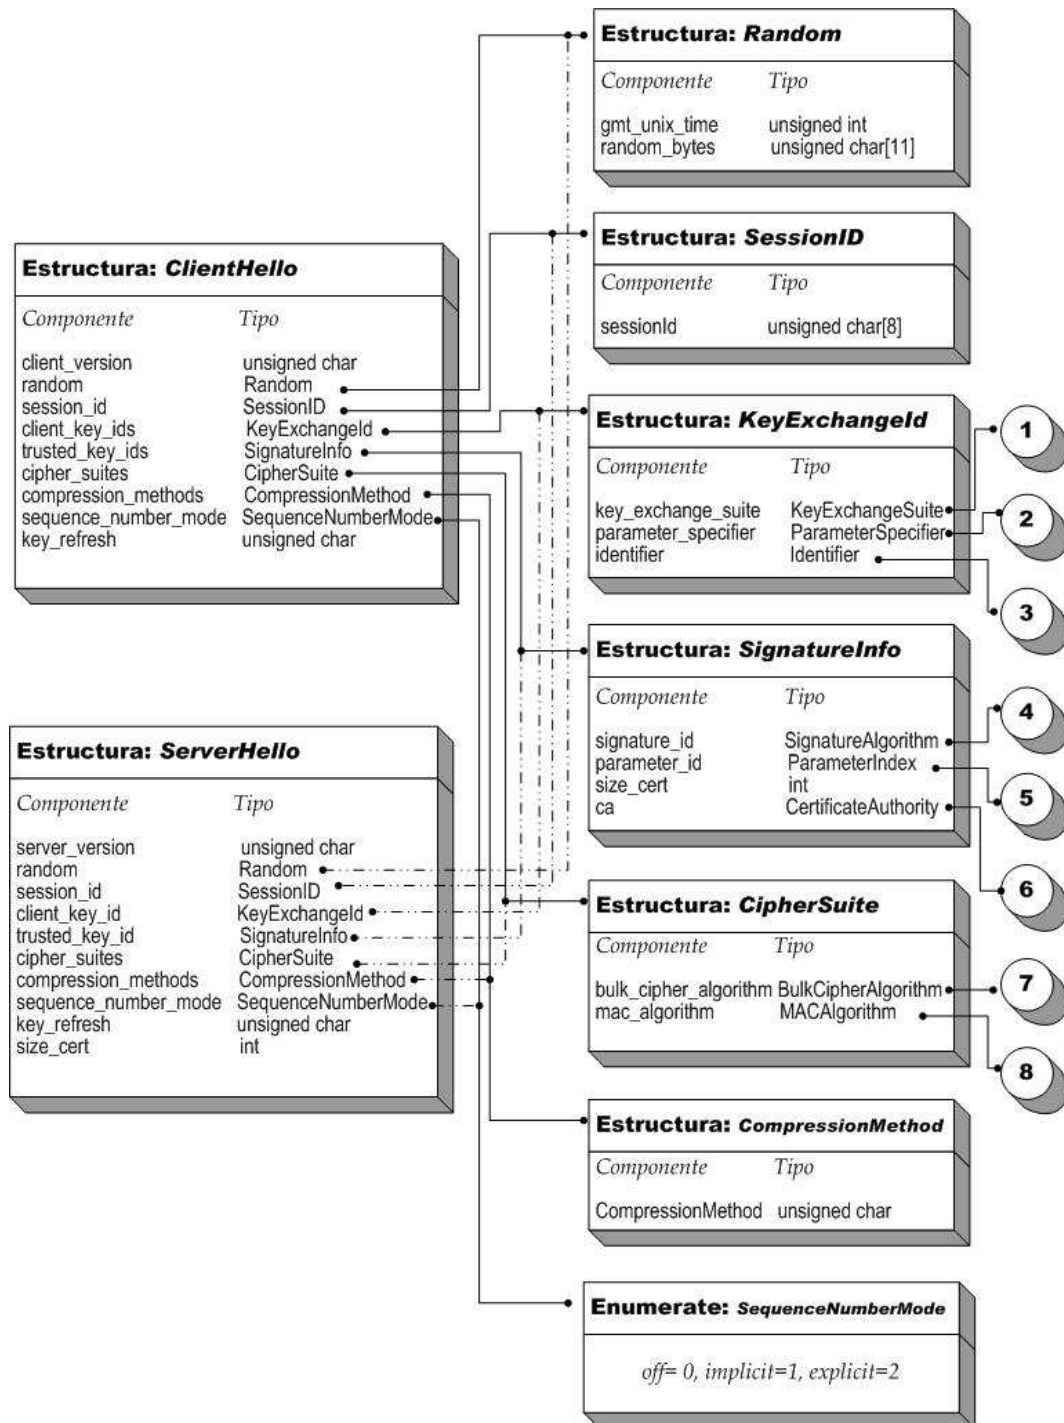 Estructura: Random
Componente Tipo
gmt_unix_time unsigned int
random_bytes unsigned char[11]
Estructura: SessionID
Componente Tipo
sessionId unsigned char[8]
Estructura: ClientHello
Componente Tipo
client_version unsigned char
random Random
session_id SessionID
client_key_ids KeyExchangeId
trusted_key_ids SignatureInfo
cipher_suites CipherSuite
compression_methods CompressionMethod
sequence_number_mode SequenceNumberMode
key_refresh unsigned char
Estructura: KeyExchangeId
Componente Tipo
key_exchange_suite KeyExchangeSuite
parameter_specifier ParameterSpecifier
identifier Identifier
1
2
3
Estructura: SignatureInfo
Componente Tipo
signature_id SignatureAlgorithm
parameter_id ParameterIndex
size_cert int
ca CertificateAuthority
4
5
6
Estructura: ServerHello
Componente Tipo
server_version unsigned char
random Random
session_id SessionID
client_key_id KeyExchangeId
trusted_key_id SignatureInfo
cipher_suites CipherSuite
compression_methods CompressionMethod
sequence_number_mode SequenceNumberMode
key_refresh unsigned char
size_cert int
Estructura: CipherSuite
Componente Tipo
bulk_cipher_algorithm BulkCipherAlgorithm
mac_algorithm MACAlgorithm
7
8
Estructura: CompressionMethod
Componente Tipo
CompressionMethod unsigned char
Enumerate: SequenceNumberMode
off= 0, implicit=1, explicit=2